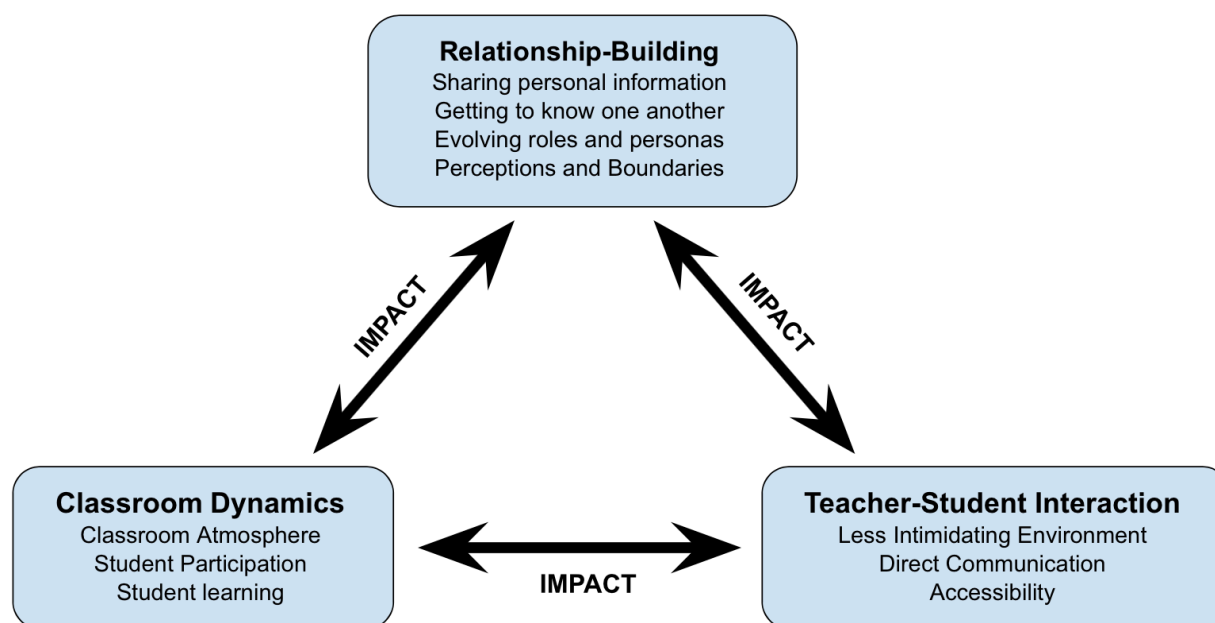 Relationship-Building
Sharing personal information
Getting to know one another
Evolving roles and personas
Perceptions and Boundaries
IMPACT
IMPACT
Classroom Dynamics
Classroom Atmosphere
Student Participation
Student learning
IMPACT
Teacher-Student Interaction
Less Intimidating Environment
Direct Communication
Accessibility